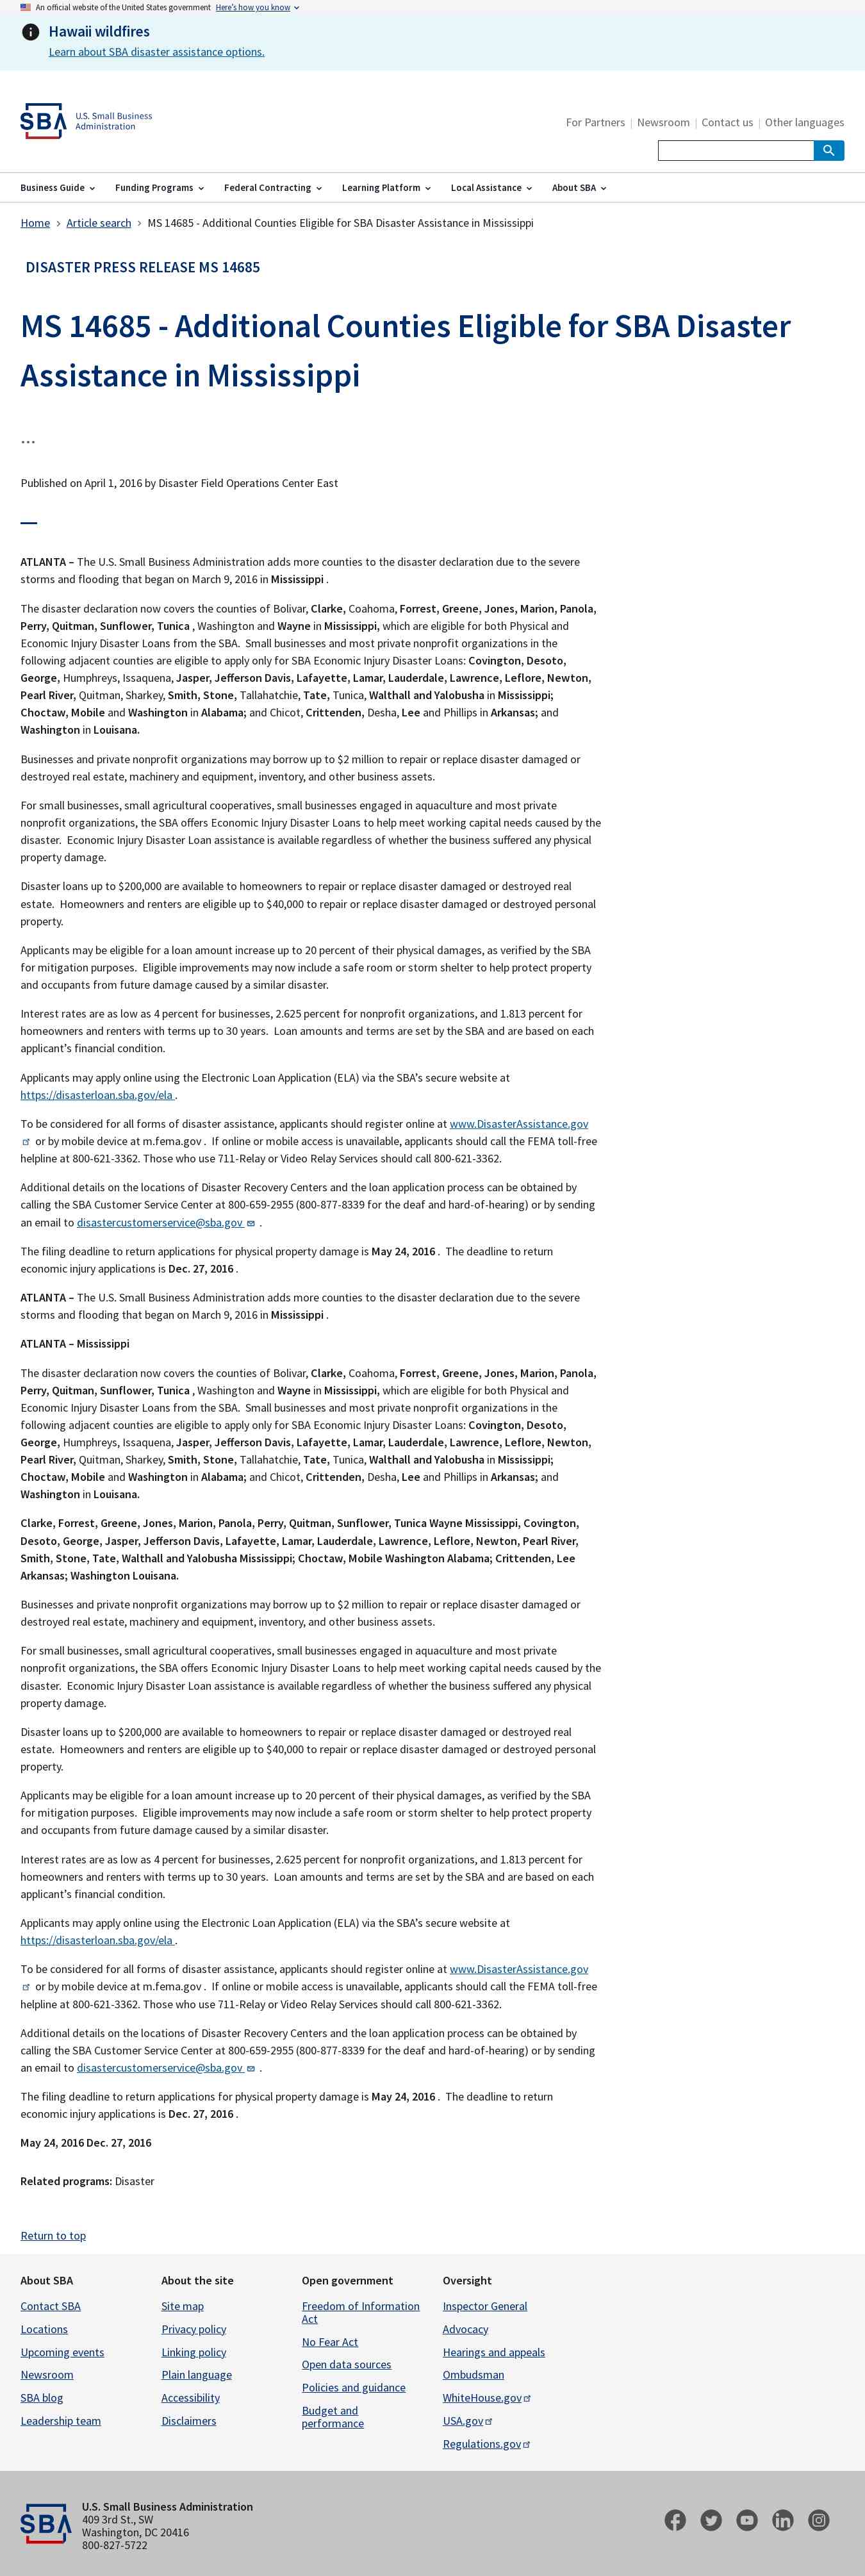 An official website of the United States government Here’s how you know
Hawaii wildfires
Learn about SBA disaster assistance options.
SBA
U.S. Small Business
Administration
For Partners | Newsroom | Contact us | Other languages
Business Guide Funding Programs Federal Contracting Learning Platform Local Assistance About SBA
Home > Article search > MS 14685 - Additional Counties Eligible for SBA Disaster Assistance in Mississippi
DISASTER PRESS RELEASE MS 14685
MS 14685 - Additional Counties Eligible for SBA Disaster
Assistance in Mississippi
...
Published on April 1, 2016 by Disaster Field Operations Center East
ATLANTA – The U.S. Small Business Administration adds more counties to the disaster declaration due to the severe
storms and flooding that began on March 9, 2016 in Mississippi .
The disaster declaration now covers the counties of Bolivar, Clarke, Coahoma, Forrest, Greene, Jones, Marion, Panola,
Perry, Quitman, Sunflower, Tunica , Washington and Wayne in Mississippi, which are eligible for both Physical and
Economic Injury Disaster Loans from the SBA. Small businesses and most private nonprofit organizations in the
following adjacent counties are eligible to apply only for SBA Economic Injury Disaster Loans: Covington, Desoto,
George, Humphreys, Issaquena, Jasper, Jefferson Davis, Lafayette, Lamar, Lauderdale, Lawrence, Leflore, Newton,
Pearl River, Quitman, Sharkey, Smith, Stone, Tallahatchie, Tate, Tunica, Walthall and Yalobusha in Mississippi;
Choctaw, Mobile and Washington in Alabama; and Chicot, Crittenden, Desha, Lee and Phillips in Arkansas; and
Washington in Louisana.
Businesses and private nonprofit organizations may borrow up to $2 million to repair or replace disaster damaged or
destroyed real estate, machinery and equipment, inventory, and other business assets.
For small businesses, small agricultural cooperatives, small businesses engaged in aquaculture and most private
nonprofit organizations, the SBA offers Economic Injury Disaster Loans to help meet working capital needs caused by the
disaster. Economic Injury Disaster Loan assistance is available regardless of whether the business suffered any physical
property damage.
Disaster loans up to $200,000 are available to homeowners to repair or replace disaster damaged or destroyed real
estate. Homeowners and renters are eligible up to $40,000 to repair or replace disaster damaged or destroyed personal
property.
Applicants may be eligible for a loan amount increase up to 20 percent of their physical damages, as verified by the SBA
for mitigation purposes. Eligible improvements may now include a safe room or storm shelter to help protect property
and occupants from future damage caused by a similar disaster.
Interest rates are as low as 4 percent for businesses, 2.625 percent for nonprofit organizations, and 1.813 percent for
homeowners and renters with terms up to 30 years. Loan amounts and terms are set by the SBA and are based on each
applicant’s financial condition.
Applicants may apply online using the Electronic Loan Application (ELA) via the SBA’s secure website at
https://disasterloan.sba.gov/ela .
To be considered for all forms of disaster assistance, applicants should register online at www.DisasterAssistance.gov
or by mobile device at m.fema.gov . If online or mobile access is unavailable, applicants should call the FEMA toll-free
helpline at 800-621-3362. Those who use 711-Relay or Video Relay Services should call 800-621-3362.
Additional details on the locations of Disaster Recovery Centers and the loan application process can be obtained by
calling the SBA Customer Service Center at 800-659-2955 (800-877-8339 for the deaf and hard-of-hearing) or by sending
an email to disastercustomerservice@sba.gov .
The filing deadline to return applications for physical property damage is May 24, 2016 . The deadline to return
economic injury applications is Dec. 27, 2016 .
ATLANTA – The U.S. Small Business Administration adds more counties to the disaster declaration due to the severe
storms and flooding that began on March 9, 2016 in Mississippi .
ATLANTA – Mississippi
The disaster declaration now covers the counties of Bolivar, Clarke, Coahoma, Forrest, Greene, Jones, Marion, Panola,
Perry, Quitman, Sunflower, Tunica , Washington and Wayne in Mississippi, which are eligible for both Physical and
Economic Injury Disaster Loans from the SBA. Small businesses and most private nonprofit organizations in the
following adjacent counties are eligible to apply only for SBA Economic Injury Disaster Loans: Covington, Desoto,
George, Humphreys, Issaquena, Jasper, Jefferson Davis, Lafayette, Lamar, Lauderdale, Lawrence, Leflore, Newton,
Pearl River, Quitman, Sharkey, Smith, Stone, Tallahatchie, Tate, Tunica, Walthall and Yalobusha in Mississippi;
Choctaw, Mobile and Washington in Alabama; and Chicot, Crittenden, Desha, Lee and Phillips in Arkansas; and
Washington in Louisana.
Clarke, Forrest, Greene, Jones, Marion, Panola, Perry, Quitman, Sunflower, Tunica Wayne Mississippi, Covington,
Desoto, George, Jasper, Jefferson Davis, Lafayette, Lamar, Lauderdale, Lawrence, Leflore, Newton, Pearl River,
Smith, Stone, Tate, Walthall and Yalobusha Mississippi; Choctaw, Mobile Washington Alabama; Crittenden, Lee
Arkansas; Washington Louisana.
Businesses and private nonprofit organizations may borrow up to $2 million to repair or replace disaster damaged or
destroyed real estate, machinery and equipment, inventory, and other business assets.
For small businesses, small agricultural cooperatives, small businesses engaged in aquaculture and most private
nonprofit organizations, the SBA offers Economic Injury Disaster Loans to help meet working capital needs caused by the
disaster. Economic Injury Disaster Loan assistance is available regardless of whether the business suffered any physical
property damage.
Disaster loans up to $200,000 are available to homeowners to repair or replace disaster damaged or destroyed real
estate. Homeowners and renters are eligible up to $40,000 to repair or replace disaster damaged or destroyed personal
property.
Applicants may be eligible for a loan amount increase up to 20 percent of their physical damages, as verified by the SBA
for mitigation purposes. Eligible improvements may now include a safe room or storm shelter to help protect property
and occupants from future damage caused by a similar disaster.
Interest rates are as low as 4 percent for businesses, 2.625 percent for nonprofit organizations, and 1.813 percent for
homeowners and renters with terms up to 30 years. Loan amounts and terms are set by the SBA and are based on each
applicant’s financial condition.
Applicants may apply online using the Electronic Loan Application (ELA) via the SBA’s secure website at
https://disasterloan.sba.gov/ela .
To be considered for all forms of disaster assistance, applicants should register online at www.DisasterAssistance.gov
or by mobile device at m.fema.gov . If online or mobile access is unavailable, applicants should call the FEMA toll-free
helpline at 800-621-3362. Those who use 711-Relay or Video Relay Services should call 800-621-3362.
Additional details on the locations of Disaster Recovery Centers and the loan application process can be obtained by
calling the SBA Customer Service Center at 800-659-2955 (800-877-8339 for the deaf and hard-of-hearing) or by sending
an email to disastercustomerservice@sba.gov .
The filing deadline to return applications for physical property damage is May 24, 2016 . The deadline to return
economic injury applications is Dec. 27, 2016 .
May 24, 2016 Dec. 27, 2016
Related programs: Disaster
Return to top
About SBA
Contact SBA
Locations
Upcoming events
Newsroom
SBA blog
Leadership team
About the site
Site map
Privacy policy
Linking policy
Plain language
Accessibility
Disclaimers
Open government
Freedom of Information
Act
No Fear Act
Open data sources
Policies and guidance
Budget and
performance
Oversight
Inspector General
Advocacy
Hearings and appeals
Ombudsman
WhiteHouse.gov
USA.gov
Regulations.gov
SBA
U.S. Small Business Administration
409 3rd St., SW
Washington, DC 20416
800-827-5722